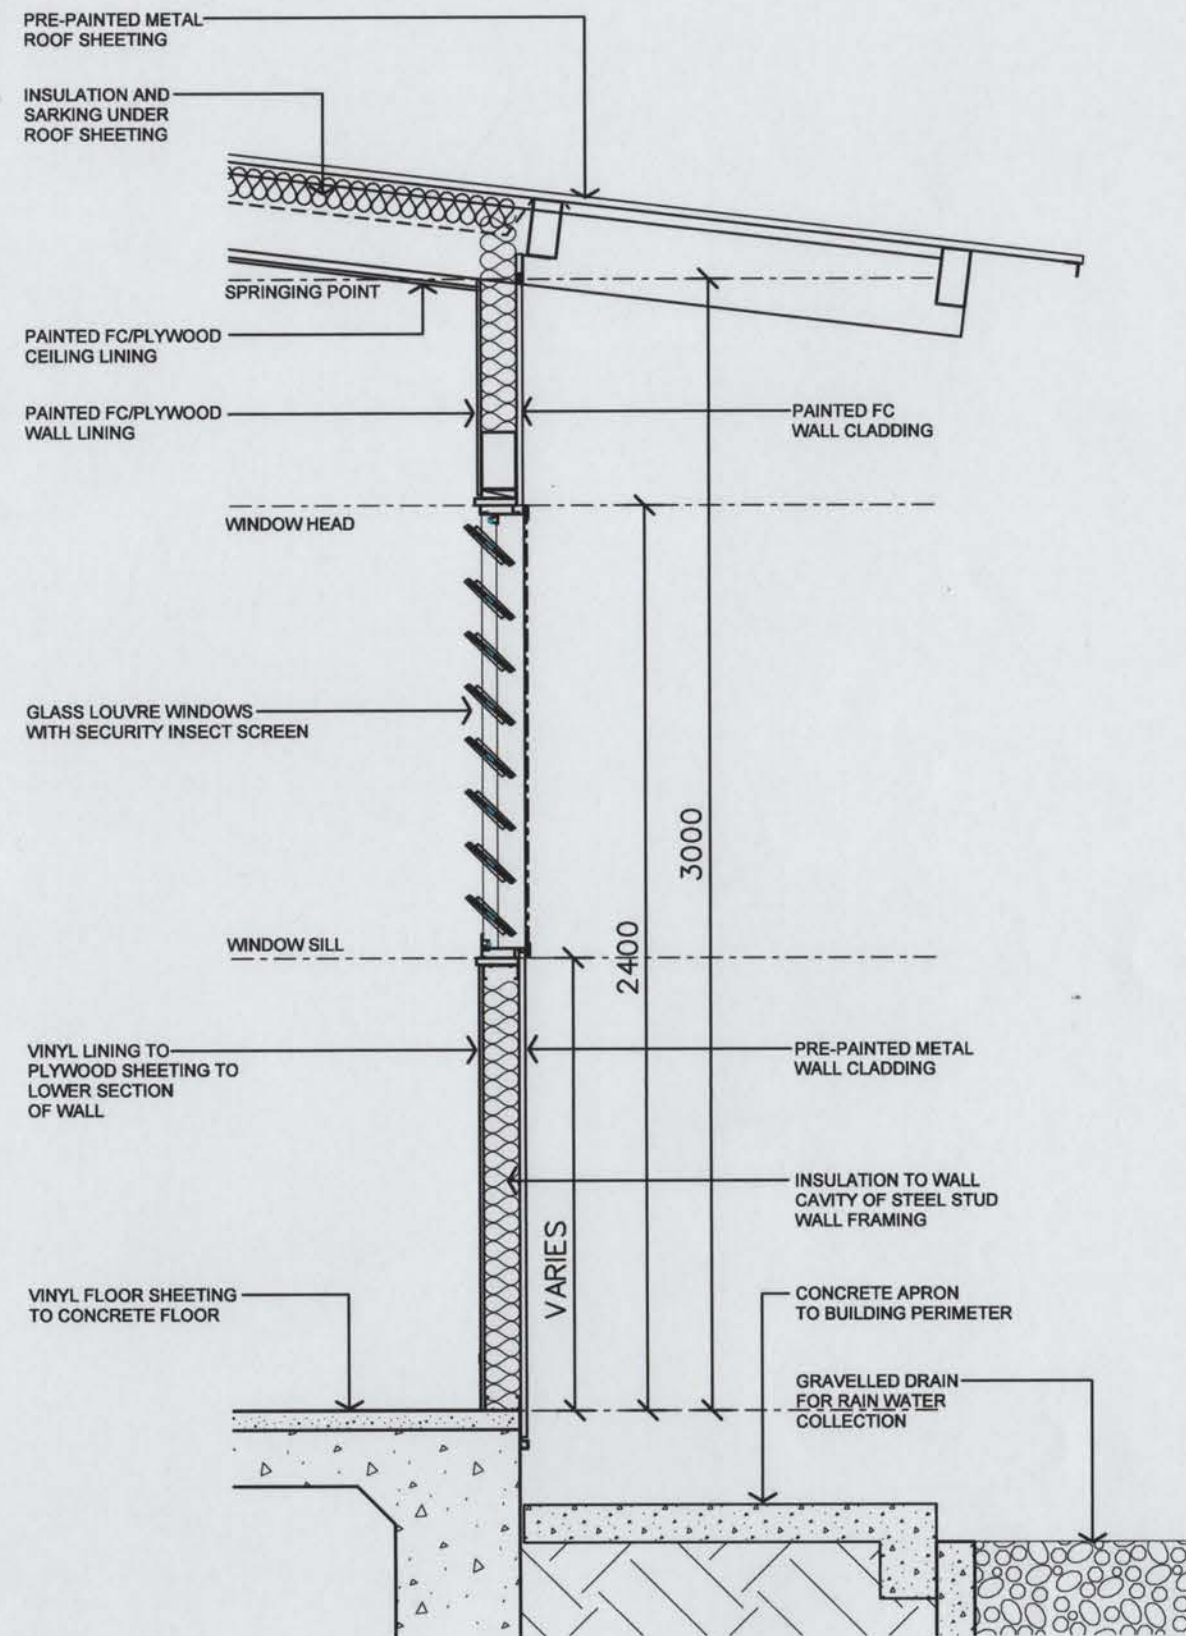 PRE-PAINTED METAL
ROOF SHEETING
INSULATION AND
SARKING UNDER
ROOF SHEETING
SPRINGING POINT
PAINTED FC/PLYWOOD
CEILING LINING
PAINTED FC/PLYWOOD
WALL LINING
PAINTED FC
WALL CLADDING
WINDOW HEAD
GLASS LOUVRE WINDOWS
WITH SECURITY INSECT SCREEN
3000
2400
WINDOW SILL
VINYL LINING TO
PLYWOOD SHEETING TO
LOWER SECTION
OF WALL
PRE-PAINTED METAL
WALL CLADDING
INSULATION TO WALL
CAVITY OF STEEL STUD
WALL FRAMING
VARIES
VINYL FLOOR SHEETING
TO CONCRETE FLOOR
CONCRETE APRON
TO BUILDING PERIMETER
GRAVELLED DRAIN
FOR RAIN WATER
COLLECTION